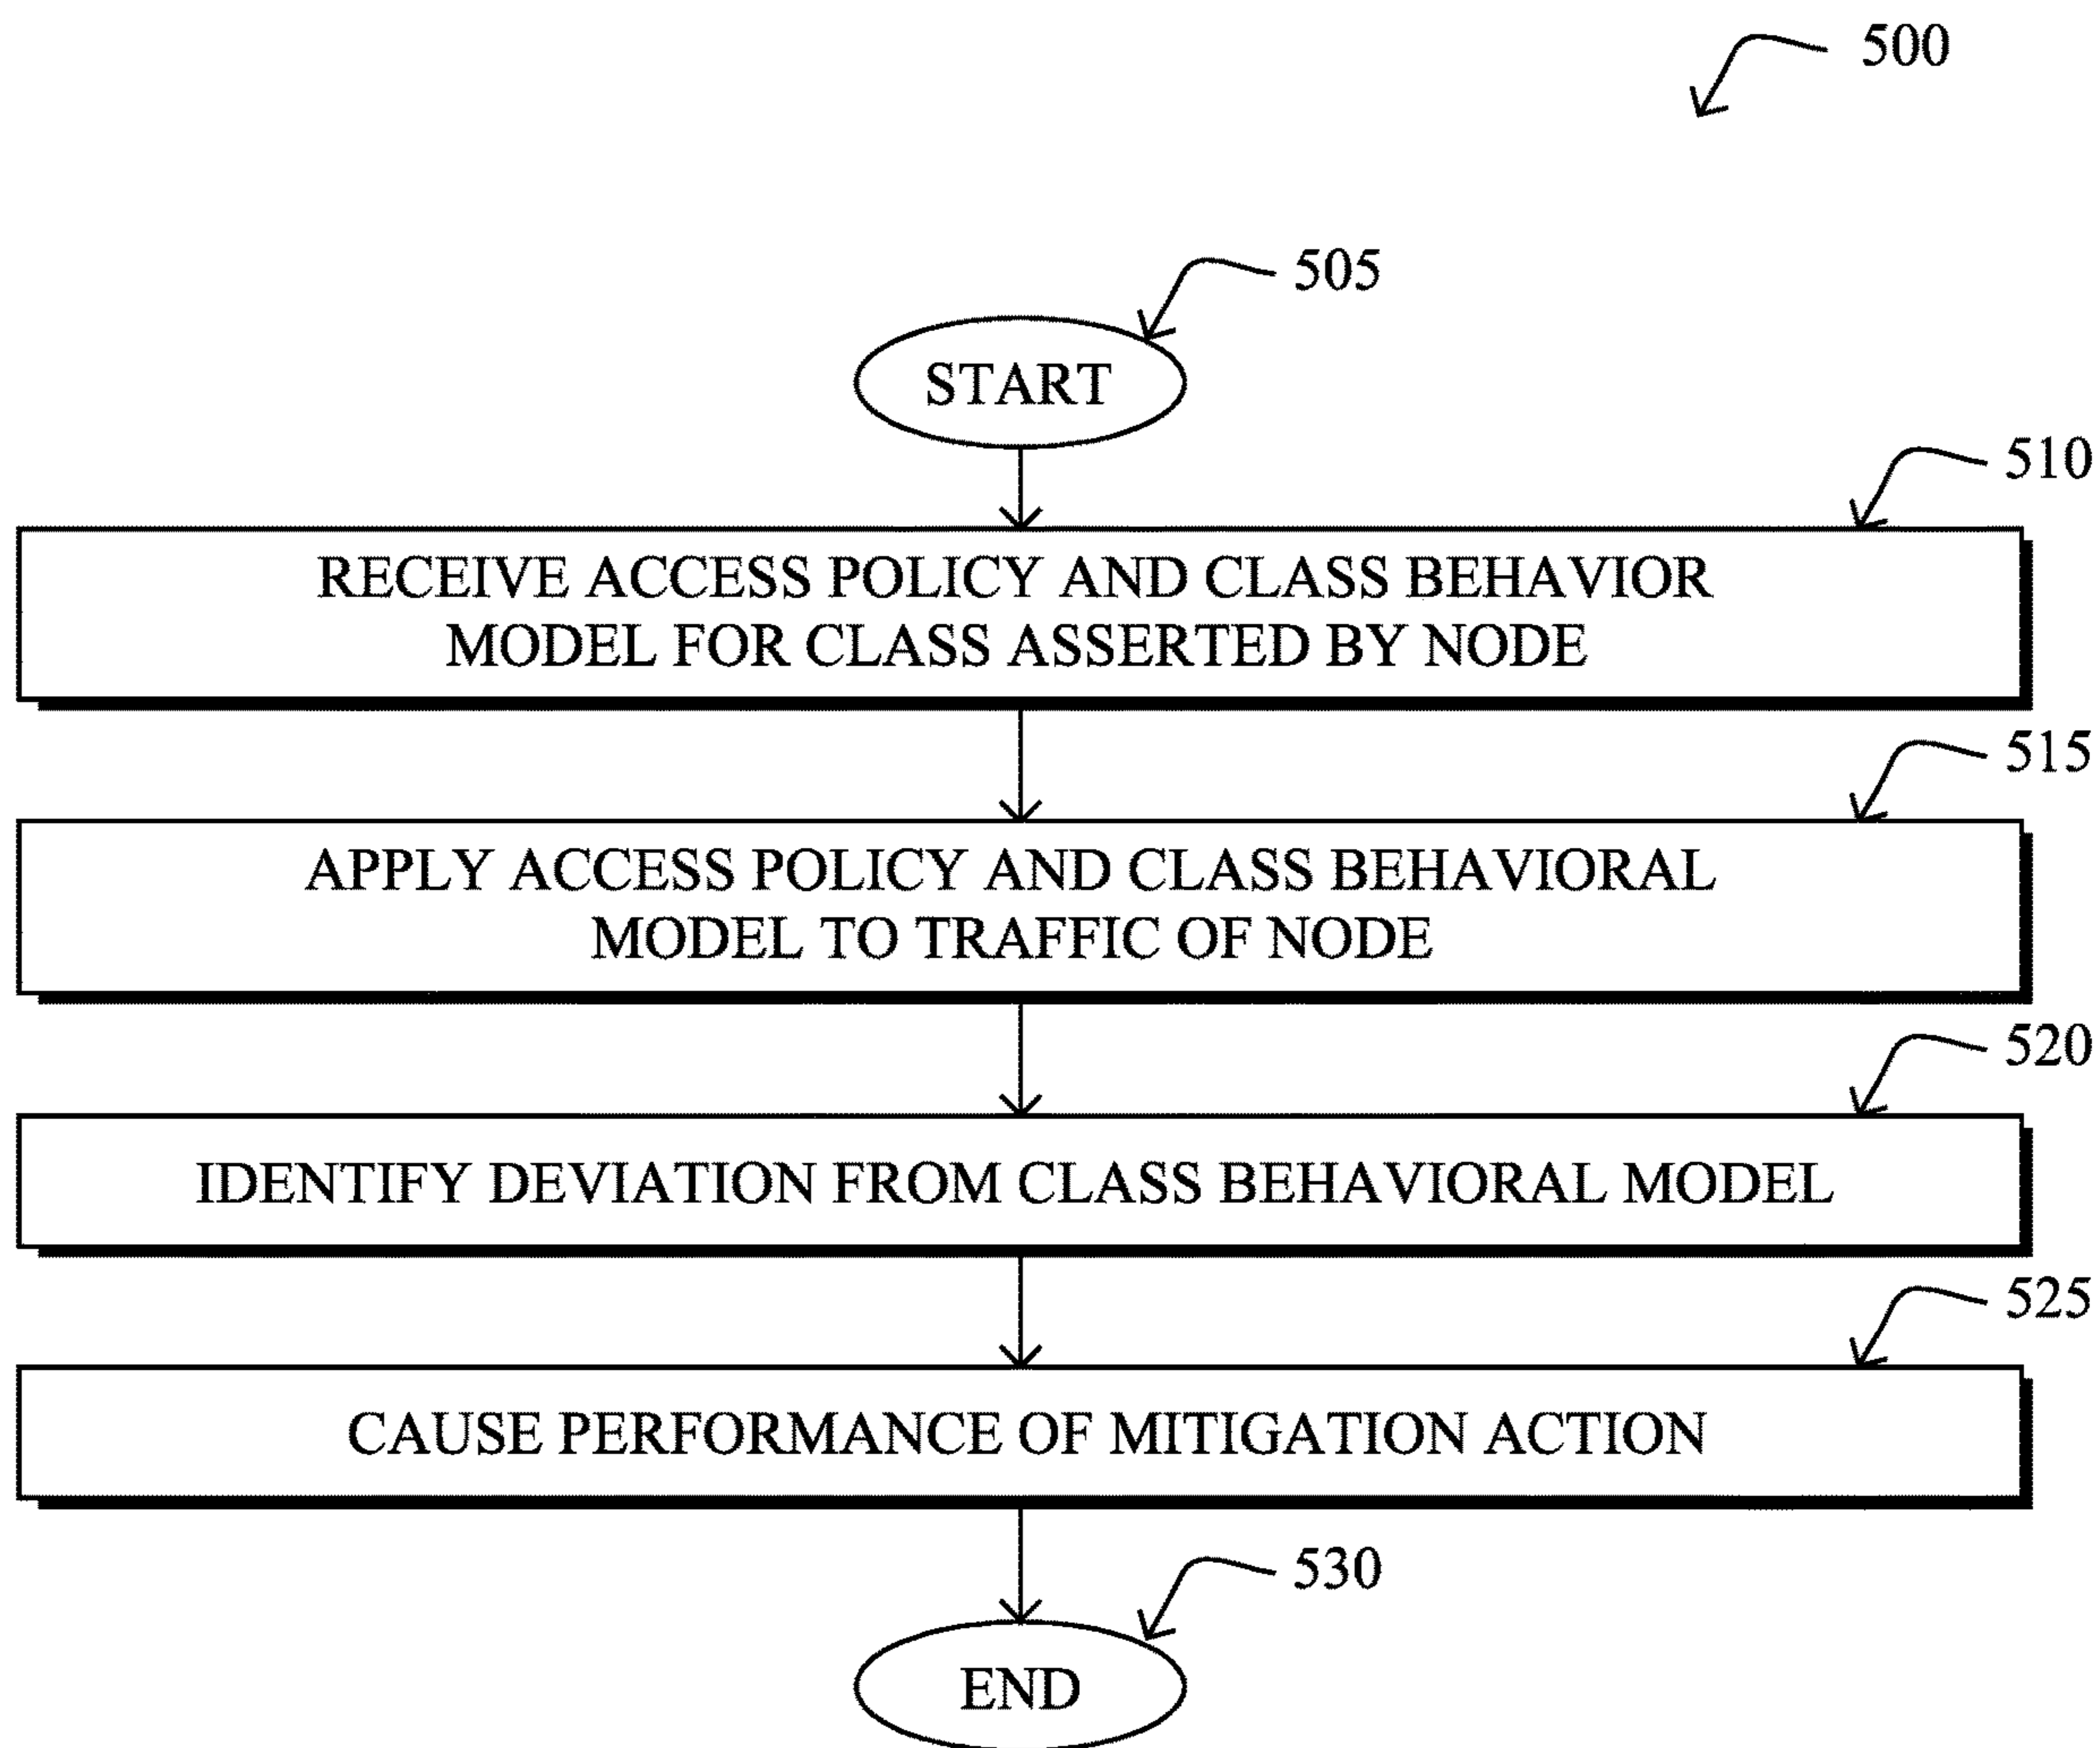 500
505
START
510
RECEIVE ACCESS POLICY AND CLASS BEHAVIOR
MODEL FOR CLASS ASSERTED BY NODE
515
APPLY ACCESS POLICY AND CLASS BEHAVIORAL
MODEL TO TRAFFIC OF NODE
520
IDENTIFY DEVIATION FROM CLASS BEHAVIORAL MODEL
525
CAUSE PERFORMANCE OF MITIGATION ACTION
530
END